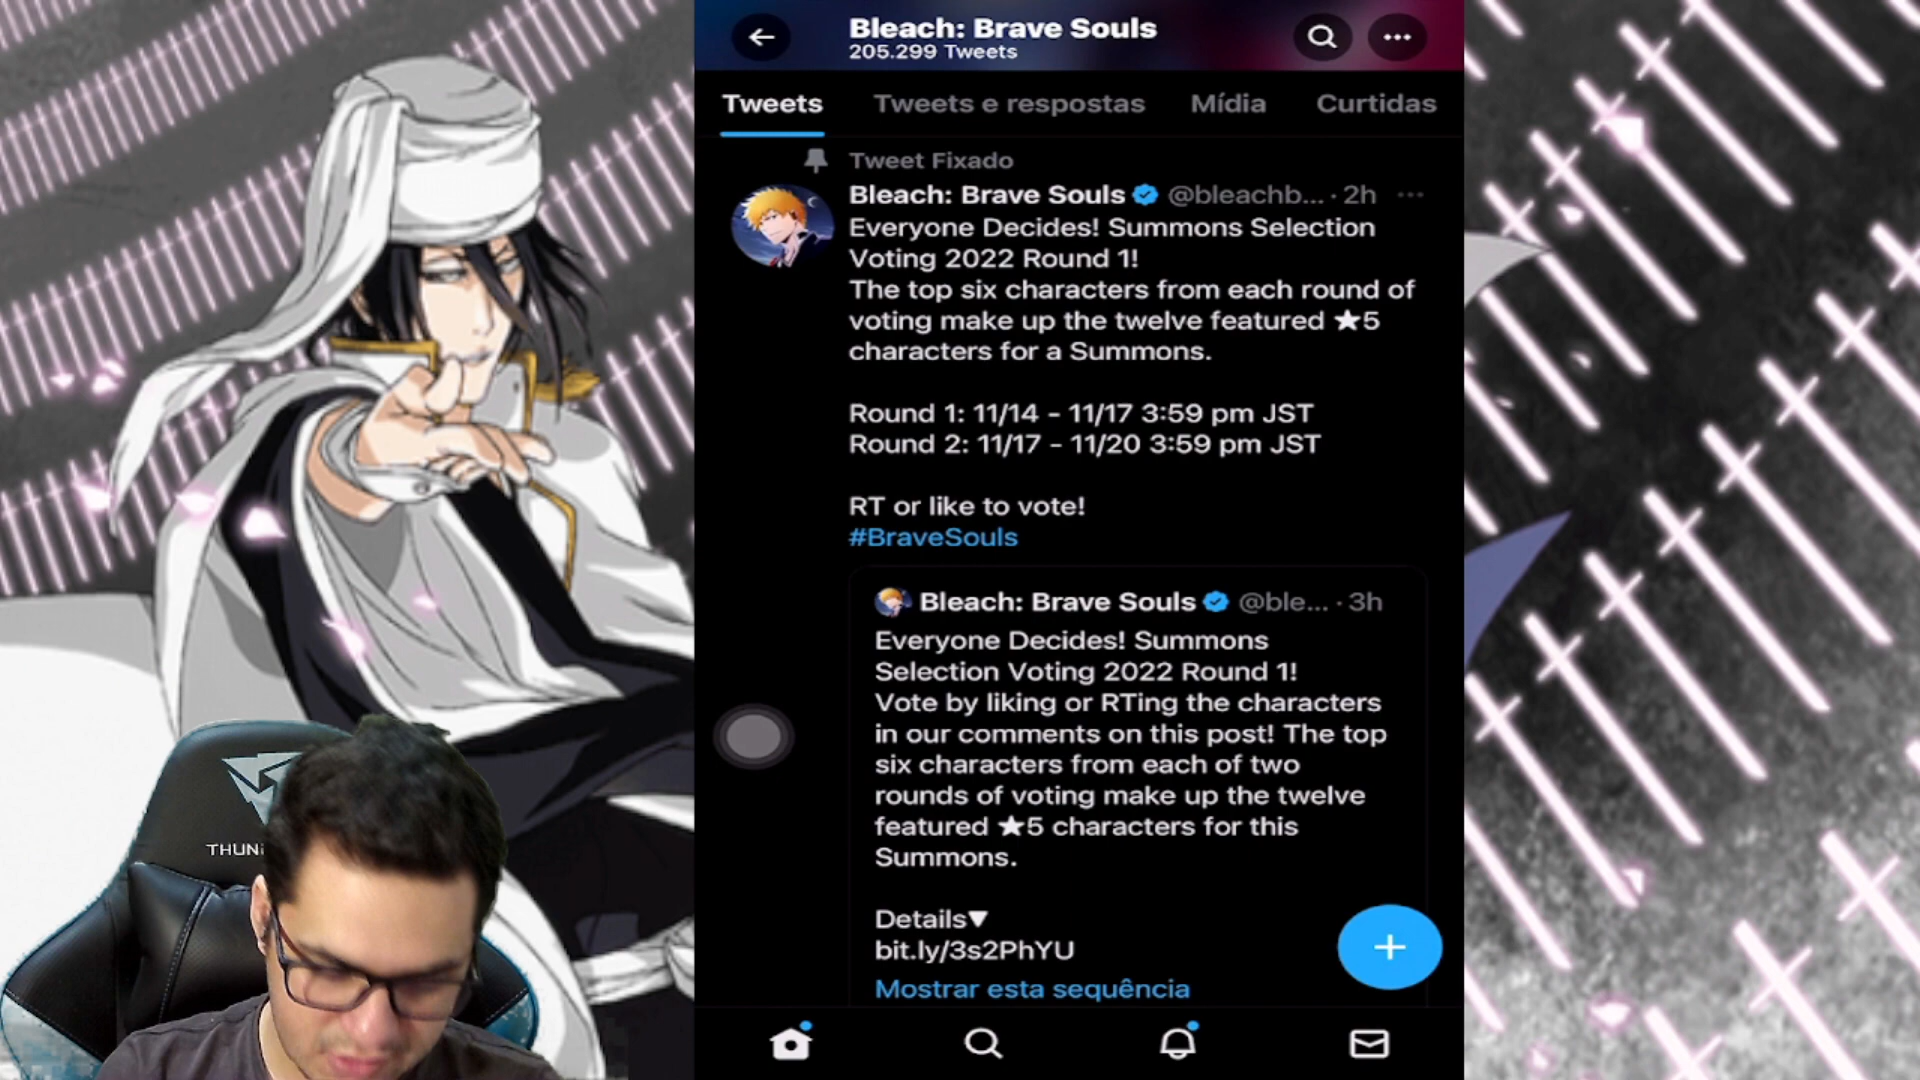 Bleach: Brave Souls
205.299 Tweets
Tweets Tweets e respostas Mídia Curtidas
Tweet Fixado
Bleach: Brave Souls @bleachb... · 2h
Everyone Decides! Summons Selection
Voting 2022 Round 1!
The top six characters from each round of
voting make up the twelve featured ★5
characters for a Summons.
Round 1: 11/14 - 11/17 3:59 pm JST
Round 2: 11/17 - 11/20 3:59 pm JST
RT or like to vote!
#BraveSouls
Bleach: Brave Souls @ble... · 3h
Everyone Decides! Summons
Selection Voting 2022 Round 1!
Vote by liking or RTing the characters
in our comments on this post! The top
six characters from each of two
rounds of voting make up the twelve
featured ★5 characters for this
Summons.
Details▼
bit.ly/3s2PhYU
Mostrar esta sequência